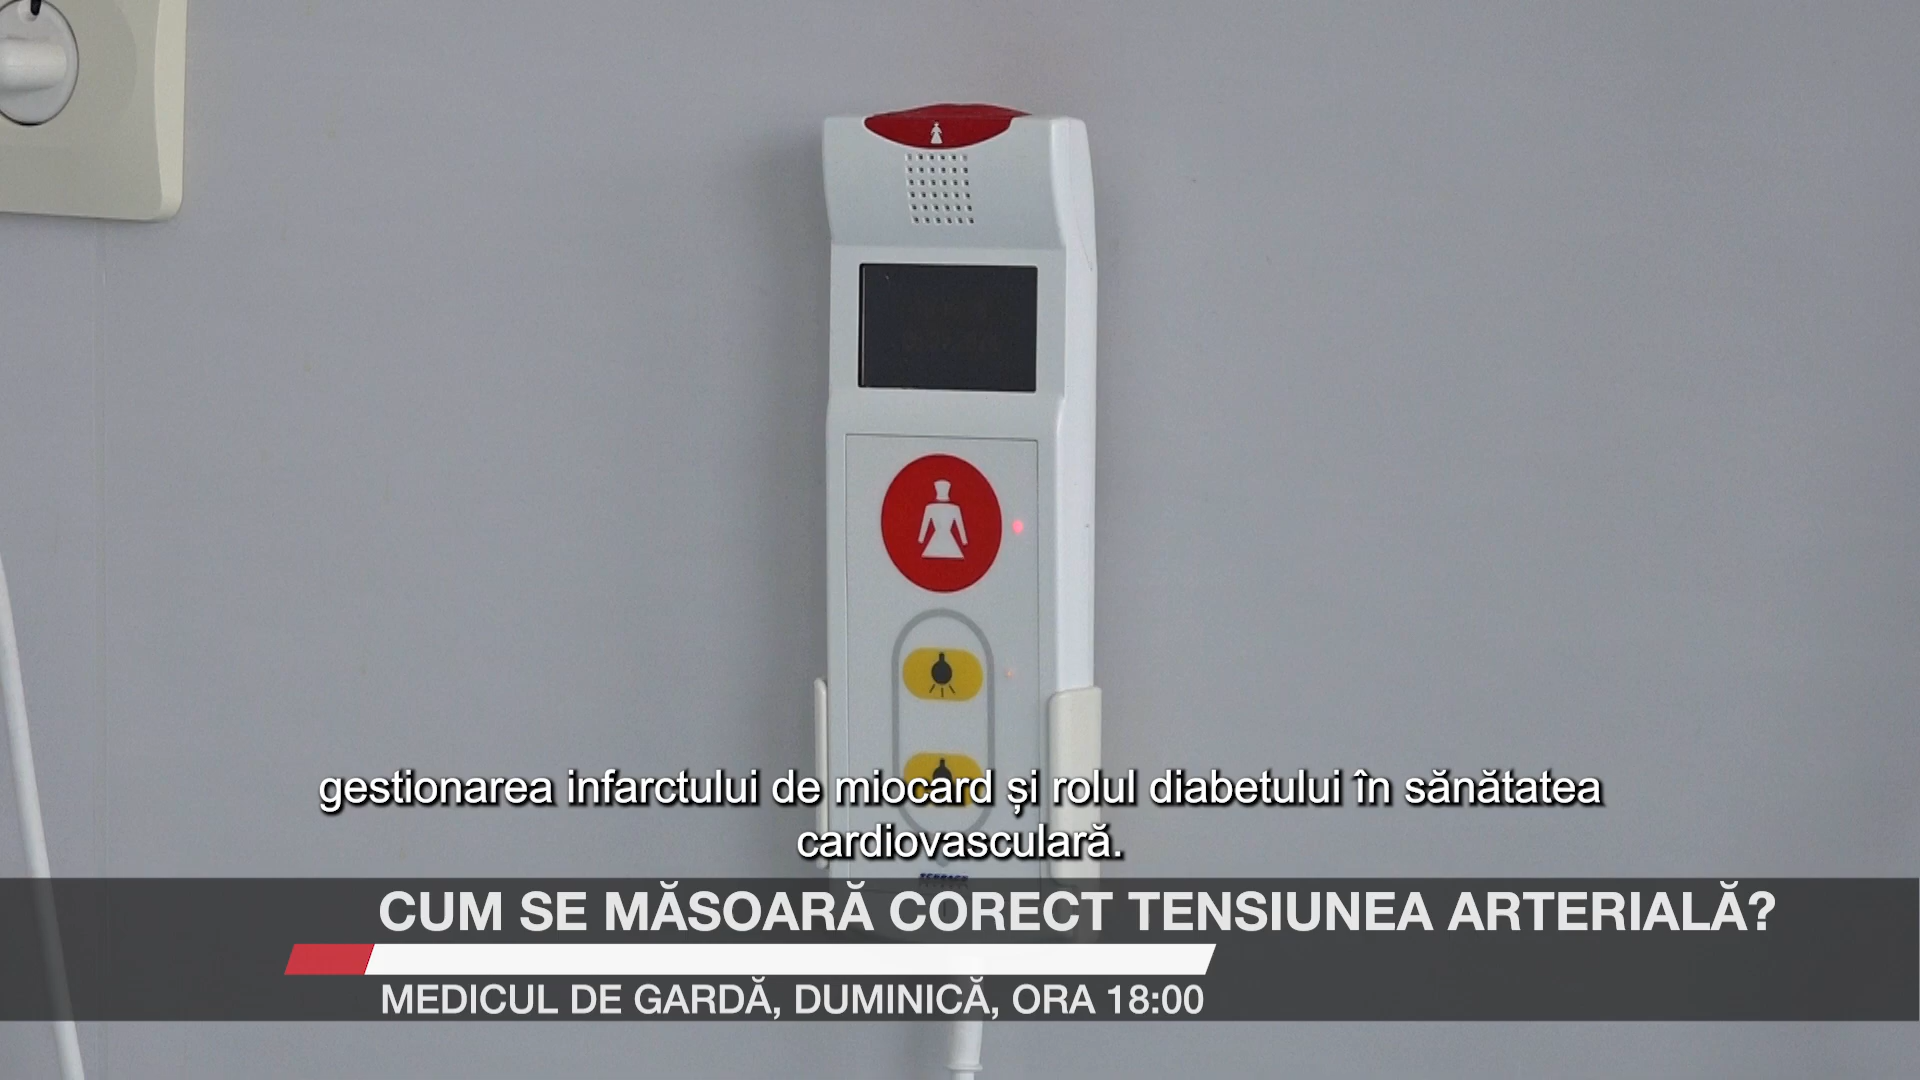 gestionarea infarctului de miocard și rolul diabetului în sănătatea
cardiovasculară.
CUM SE MĂSOARĂ CORECT TENSIUNEA ARTERIALĂ?
MEDICUL DE GARDĂ, DUMINICĂ, ORA 18:00